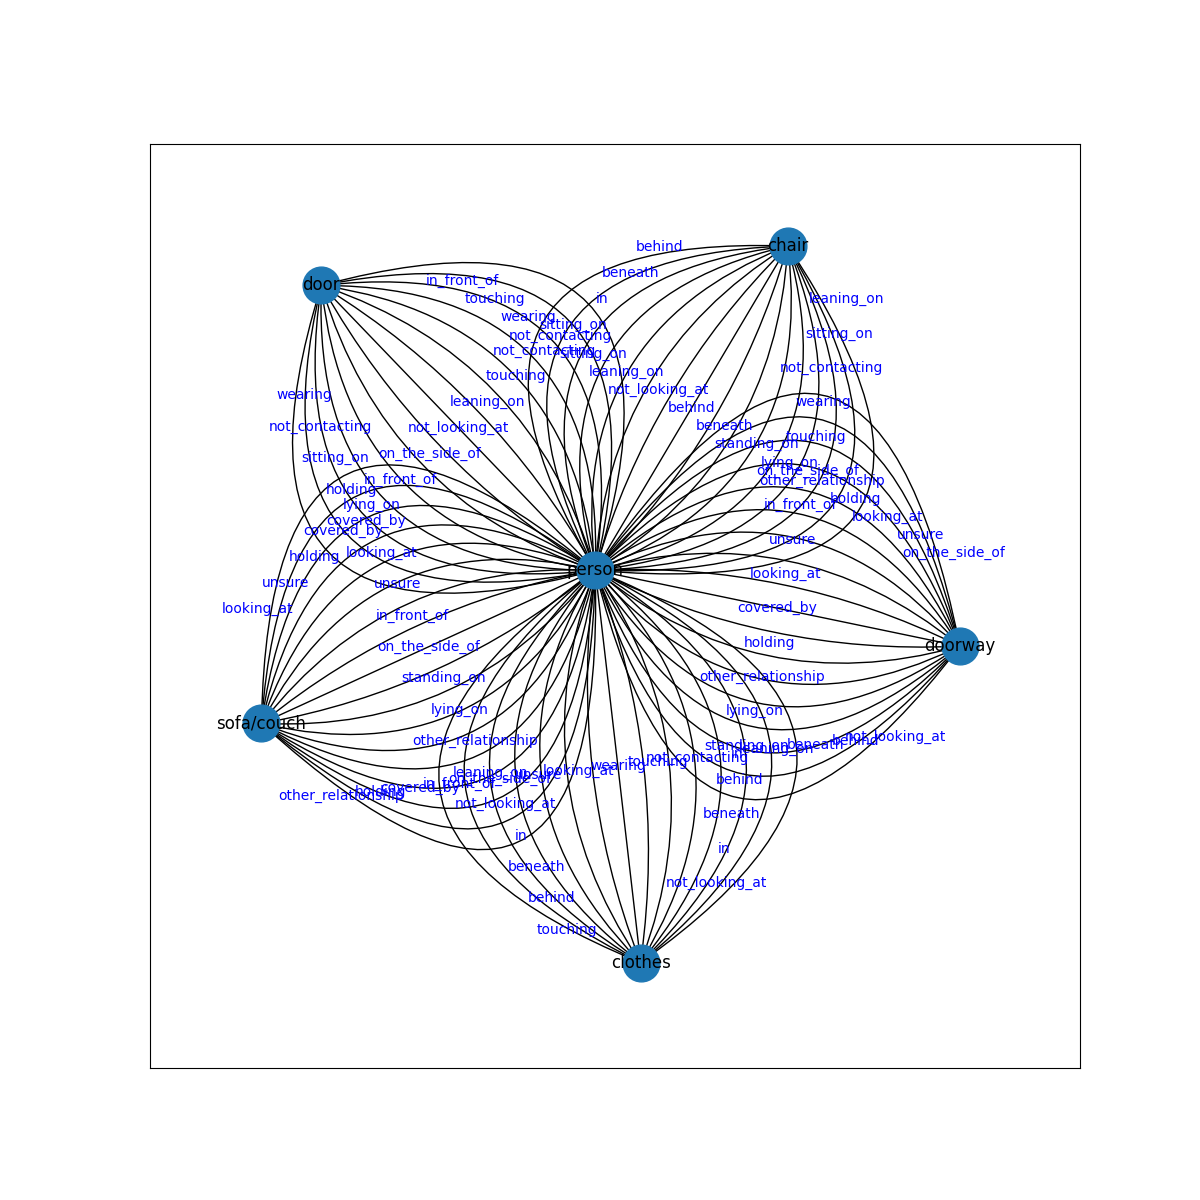 behind
chair
beneath
in_front_of
door
touching
in
leaning_on
wearing
sitting_on
not_contacting
sitting_on
not_contacting
sitting_on
not_contacting
leaning_on
touching
not_looking_at
wearing
leaning_on
wearing
behind
not_contacting
not_looking_at
beneath
touching
standing_on
sitting_on
on_the_side_of
lying_on
on_the_side_of
in_front_of
other_relationship
holding
holding
lying_on
in_front_of
looking_at
covered_by
covered_by
unsure
unsure
holding
looking_at
on_the_side_of
person
looking_at
unsure
unsure
looking_at
covered_by
in_front_of
holding
on_the_side_of
doorway
standing_on
other_relationship
lying_on
lying_on
sofa/couch
other_relationship
not_looking_at
behind
standing_on
beneath
leaning_on
in
not_contacting
touching
wearing
looking_at
leaning_on
unsure
on_the_side_of
behind
in_front_of
covered_by
holding
other_relationship
not_looking_at
beneath
in
in
beneath
not_looking_at
behind
touching
clothes